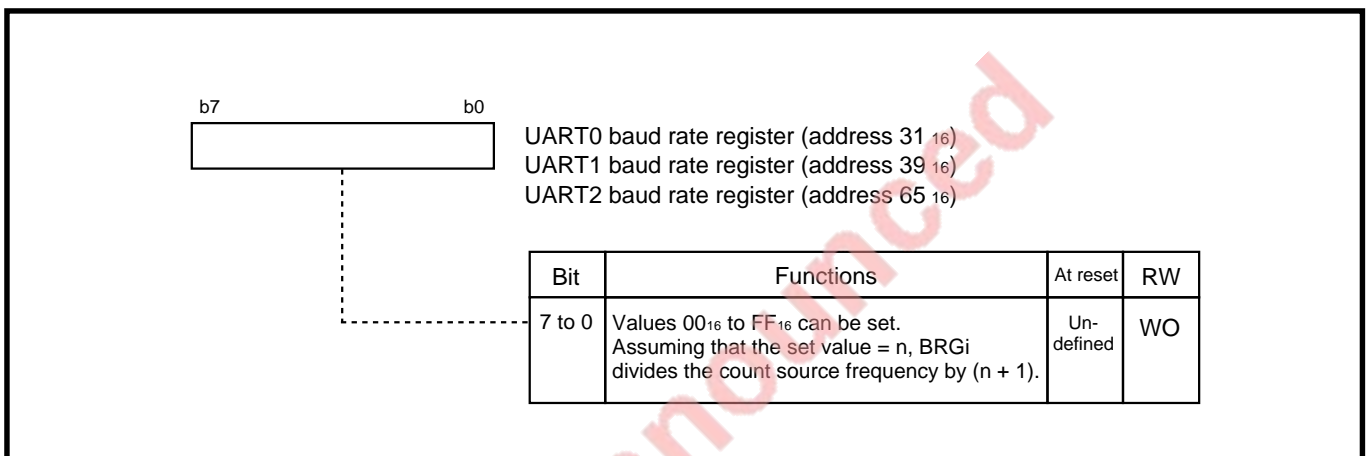 b7 b0
UART0 baud rate register (address 31 16)
UART1 baud rate register (address 39 16)
UART2 baud rate register (address 65 16)
Bit Functions At reset RW
7 to 0 Values 0016 to FF16 can be set. Un- WO
Assuming that the set value = n, BRGi defined
divides the count source frequency by (n + 1).
nounced